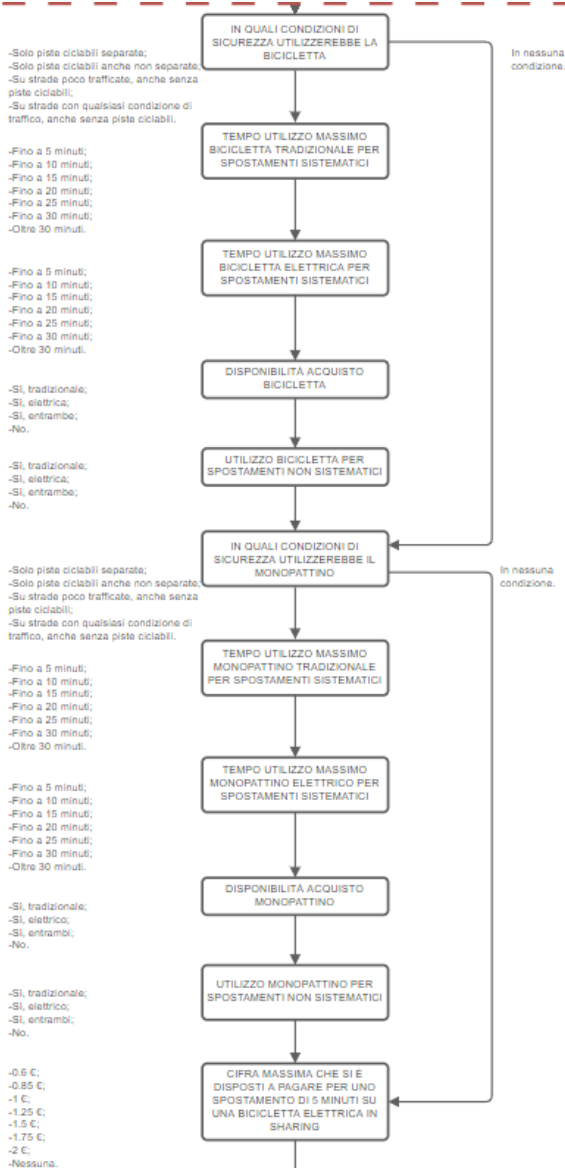 IN QUALI CONDIZIONI DI
SICUREZZA UTILIZZEREBBE LA
BICICLETTA
-Solo piste ciclabili separate;
-Solo piste ciclabili anche non separate;
-Su strade poco trafficate, anche senza
piste ciclabili;
-Su strade con qualsiasi condizione di
traffico, anche senza piste ciclabili.
In nessuna
condizione.
TEMPO UTILIZZO MASSIMO
BICICLETTA TRADIZIONALE PER
SPOSTAMENTI SISTEMATICI
-Fino a 5 minuti;
-Fino a 10 minuti;
-Fino a 15 minuti;
-Fino a 20 minuti;
-Fino a 25 minuti;
-Fino a 30 minuti;
-Oltre 30 minuti.
TEMPO UTILIZZO MASSIMO
BICICLETTA ELETTRICA PER
SPOSTAMENTI SISTEMATICI
-Fino a 5 minuti;
-Fino a 10 minuti;
-Fino a 15 minuti;
-Fino a 20 minuti;
-Fino a 25 minuti;
-Fino a 30 minuti;
-Oltre 30 minuti.
DISPONIBILITÀ ACQUISTO
BICICLETTA
-Sì, tradizionale;
-Sì, elettrica;
-Sì, entrambe;
-No.
UTILIZZO BICICLETTA PER
SPOSTAMENTI NON SISTEMATICI
-Sì, tradizionale;
-Sì, elettrica;
-Sì, entrambe;
-No.
IN QUALI CONDIZIONI DI
SICUREZZA UTILIZZEREBBE IL
MONOPATTINO
-Solo piste ciclabili separate;
-Solo piste ciclabili anche non separate;
-Su strade poco trafficate, anche senza
piste ciclabili;
-Su strade con qualsiasi condizione di
traffico, anche senza piste ciclabili.
In nessuna
condizione.
TEMPO UTILIZZO MASSIMO
MONOPATTINO TRADIZIONALE
PER SPOSTAMENTI SISTEMATICI
-Fino a 5 minuti;
-Fino a 10 minuti;
-Fino a 15 minuti;
-Fino a 20 minuti;
-Fino a 25 minuti;
-Fino a 30 minuti;
-Oltre 30 minuti.
TEMPO UTILIZZO MASSIMO
MONOPATTINO ELETTRICO PER
SPOSTAMENTI SISTEMATICI
-Fino a 5 minuti;
-Fino a 10 minuti;
-Fino a 15 minuti;
-Fino a 20 minuti;
-Fino a 25 minuti;
-Fino a 30 minuti;
-Oltre 30 minuti.
DISPONIBILITÀ ACQUISTO
MONOPATTINO
-Sì, tradizionale;
-Sì, elettrico;
-Sì, entrambi;
-No.
UTILIZZO MONOPATTINO PER
SPOSTAMENTI NON SISTEMATICI
-Sì, tradizionale;
-Sì, elettrico;
-Sì, entrambi;
-No.
CIFRA MASSIMA CHE SI È
DISPOSTI A PAGARE PER UNO
SPOSTAMENTO DI 5 MINUTI SU
UNA BICICLETTA ELETTRICA IN
SHARING
-0.6 €;
-0.85 €;
-1 €;
-1.25 €;
-1.5 €;
-1.75 €;
-2 €;
-Nessuna.